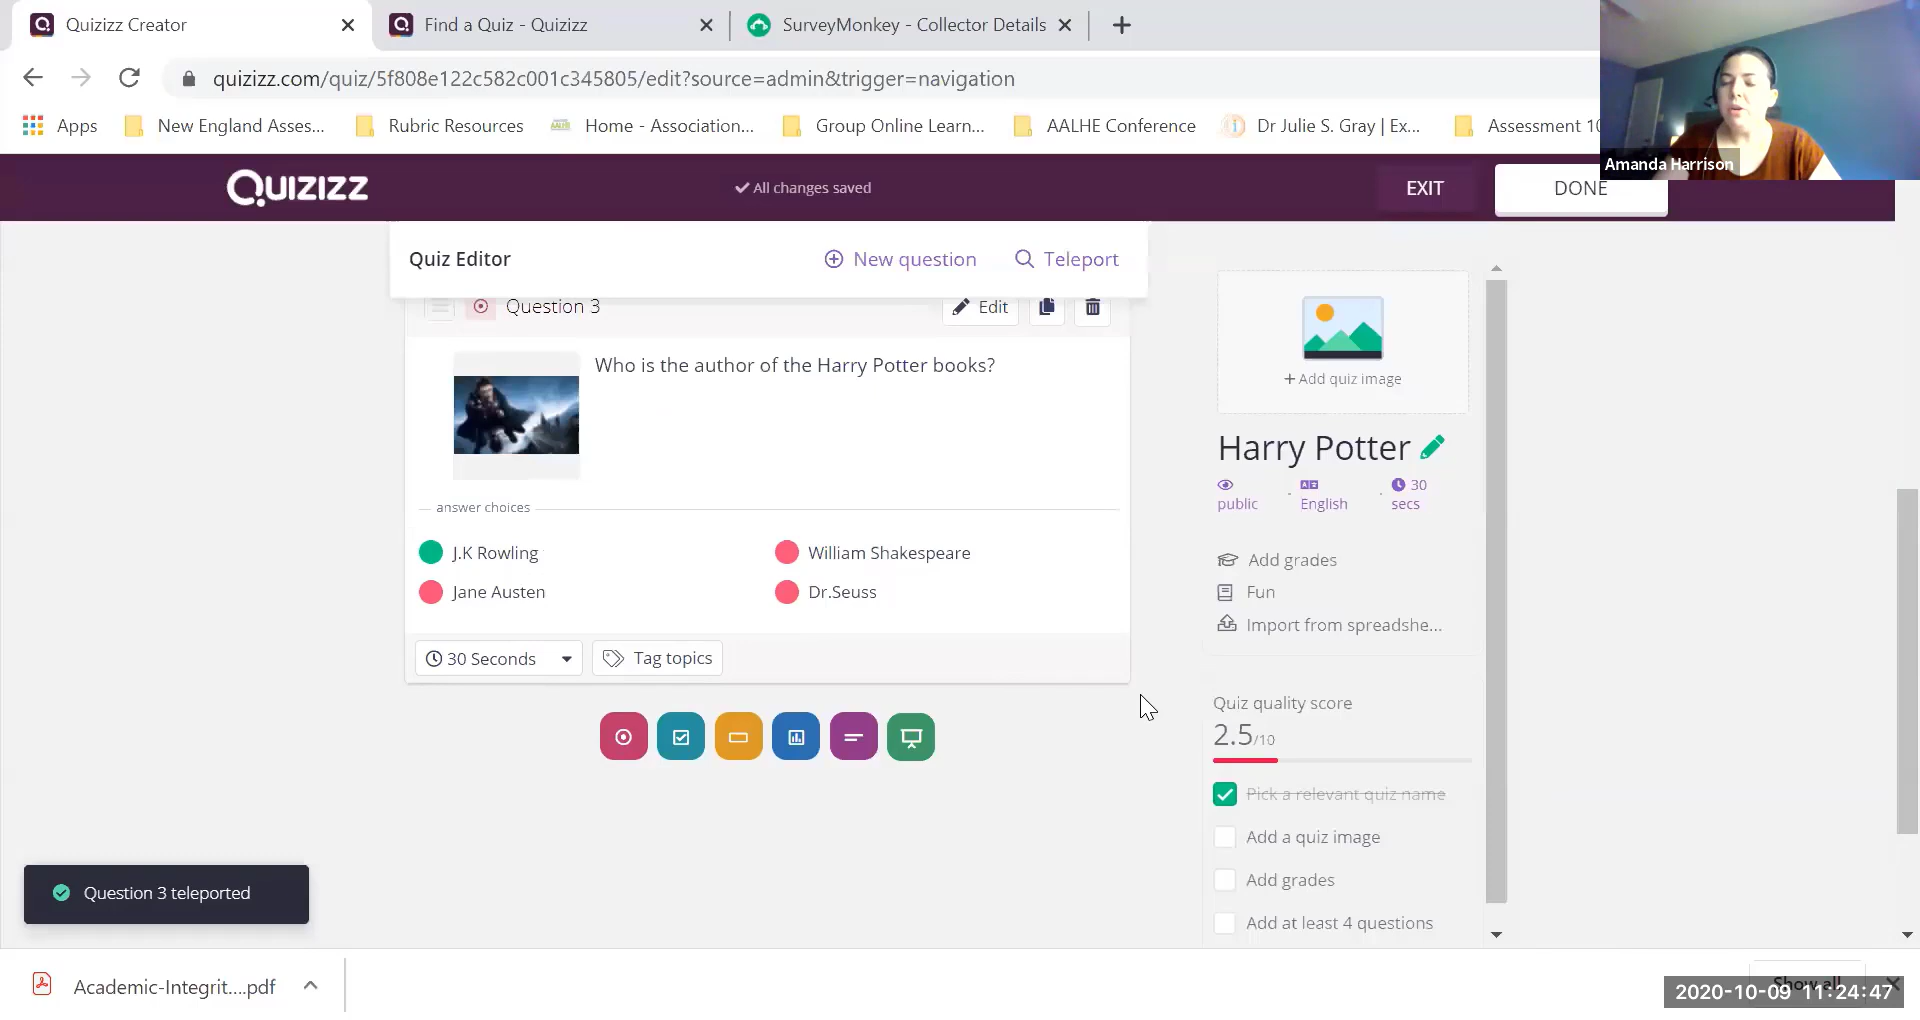 Quizizz Creator
Find a Quiz - Quizizz
SurveyMonkey - Collector Details
quizizz.com/quiz/5f808e122c582c001c345805/edit?source=admin&trigger=navigation
Apps
New England Asses...
Rubric Resources
Home - Association...
Group Online Learn...
AALHE Conference
Dr Julie S. Gray | Ex...
Assessment 10
Amanda Harrison
Quizizz
All changes saved
EXIT
DONE
Quiz Editor
New question
Teleport
Question 3
Edit
Who is the author of the Harry Potter books?
answer choices
J.K Rowling
William Shakespeare
Jane Austen
Dr.Seuss
30 Seconds
Tag topics
+ Add quiz image
Harry Potter
public
English
30 secs
Add grades
Fun
Import from spreadshe...
Quiz quality score
2.5/10
Pick a relevant quiz name
Add a quiz image
Add grades
Add at least 4 questions
Question 3 teleported
Academic-Integrit....pdf
Show all
2020-10-09 11:24:47